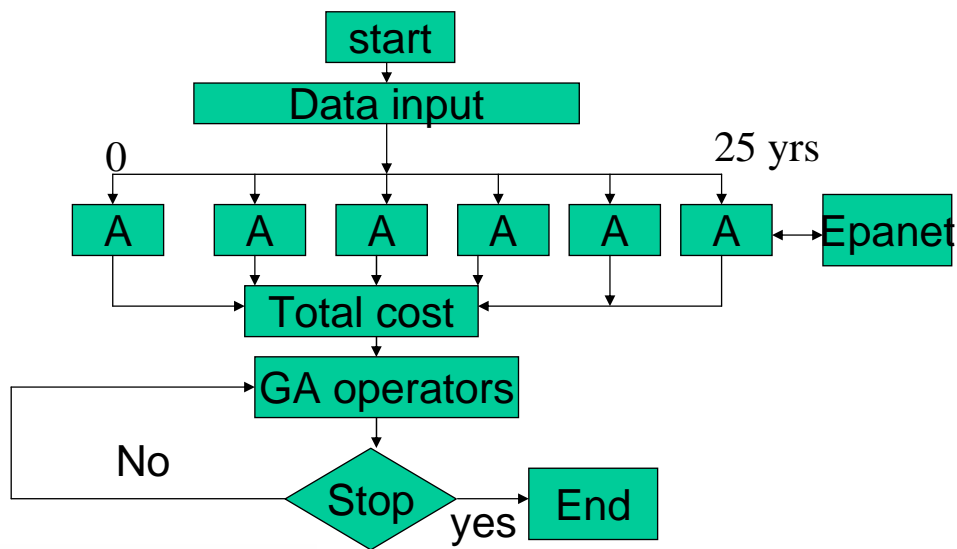 start
Data input
0
25 yrs
A
A
A
A
A
A
Epanet
Total cost
GA operators
No
Stop
yes
End